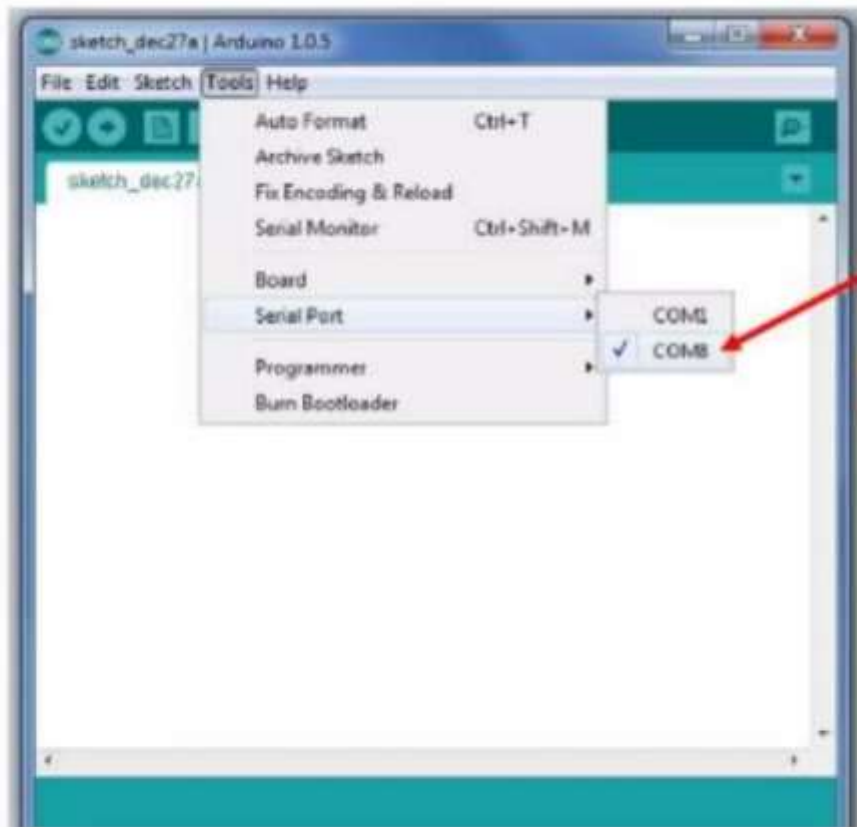 sketch_dec27a | Arduino 1.0.5
File Edit Sketch Tools Help
Auto Format Ctrl+T
Archive Sketch
sketch_dec27a
Fix Encoding & Reload
Serial Monitor Ctrl+Shift+M
Board
Serial Port
COM1
COM8
Programmer
Burn Bootloader